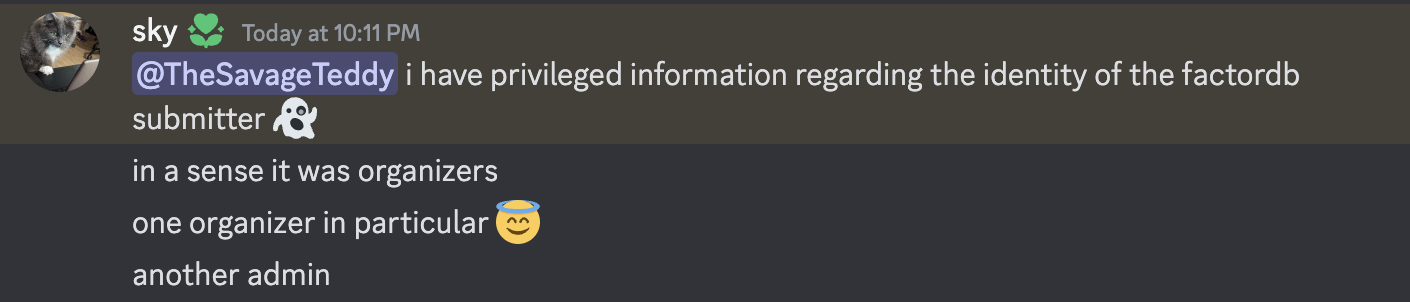 sky Today at 10:11 PM
@TheSavageTeddy i have privileged information regarding the identity of the factordb
submitter 👻
in a sense it was organizers
one organizer in particular 😇
another admin